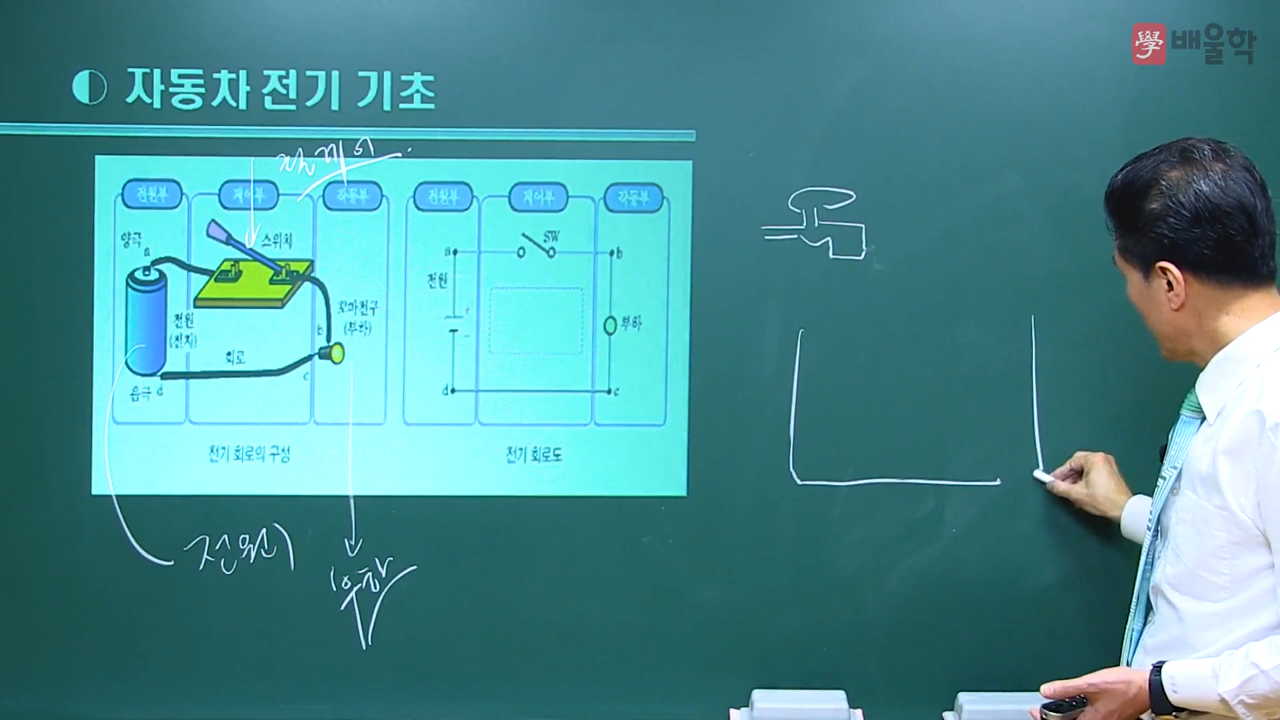 學 배울학
자동차 전기 기초
전원부 제어부 작동부 전원부 제어부 작동부
양극 a 스위치 a SW b
전원
꼬마전구
(부하)
전원
(전지)
b + 부하
−
회로 c
음극 d d c
전기 회로의 구성 전기 회로도
전원
부하